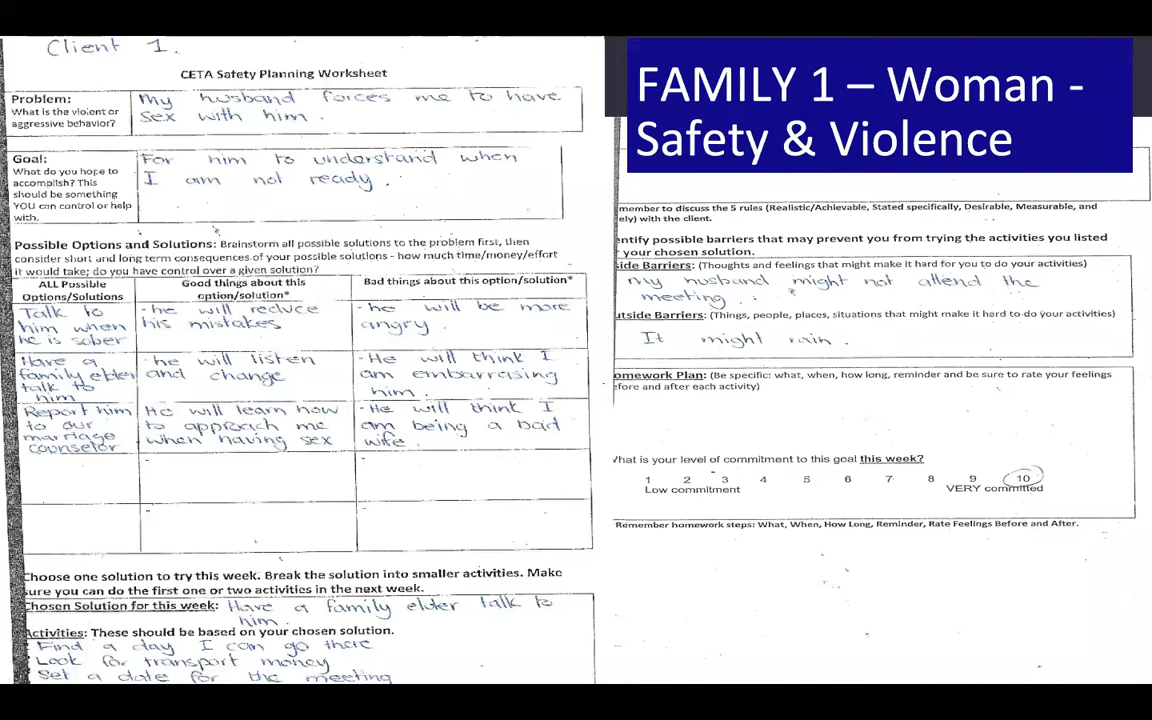 Client 1.
CETA Safety Planning Worksheet
Problem:
What is the violent or
aggressive behavior?
My husband forces me to have
sex with him.
Goal:
What do you hope to
accomplish? This
should be something
YOU can control or help
with.
For him to understand when
I am not ready.
Possible Options and Solutions: Brainstorm all possible solutions to the problem first, then
consider short and long term consequences of your possible solutions - how much time/money/effort
it would take; do you have control over a given solution?
ALL Possible
Options/Solutions
Good things about this
option/solution*
Bad things about this option/solution*
Talk to
him when
he is sober
-he will reduce
his mistakes
-he will be more
angry.
Have a
family elder
talk to
him
-he will listen
and change
-He will think I
am embarrasing
him.
Report him
to our
marriage
counselor
He will learn how
to approach me
when having sex
-He will think I
am being a bad
wife.
-
-
-
-
Choose one solution to try this week. Break the solution into smaller activities. Make
sure you can do the first one or two activities in the next week.
Chosen Solution for this week: Have a family elder talk to
him.
Activities: These should be based on your chosen solution.
Find a day I can go there
Look for transport money
Set a date for the meeting
FAMILY 1 – Woman -
Safety & Violence
member to discuss the 5 rules (Realistic/Achievable, Stated specifically, Desirable, Measurable, and
ely) with the client.
entify possible barriers that may prevent you from trying the activities you listed
your chosen solution.
side Barriers: (Thoughts and feelings that might make it hard for you to do your activities)
my husband might not attend the
meeting.
utside Barriers: (Things, people, places, situations that might make it hard to do your activities)
It might rain.
omework Plan: (Be specific: what, when, how long, reminder and be sure to rate your feelings
efore and after each activity)
What is your level of commitment to this goal this week?
1 2 3 4 5 6 7 8 9 10
Low commitment VERY committed
Remember homework steps: What, When, How Long, Reminder, Rate Feelings Before and After.